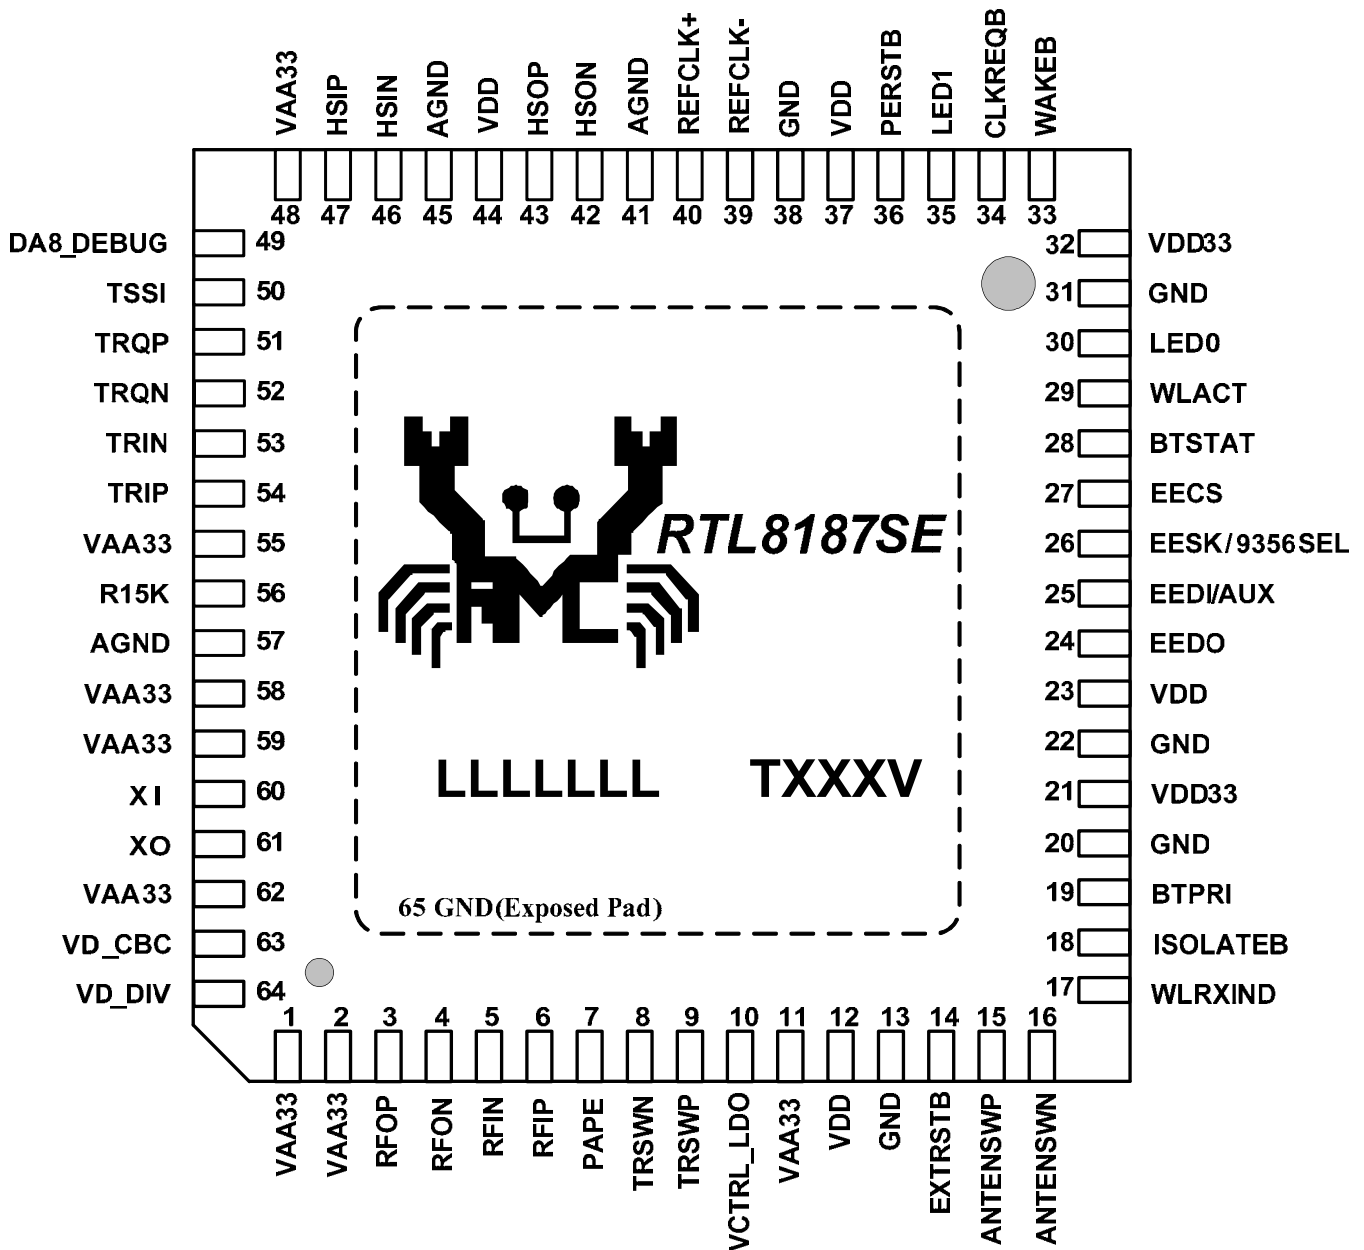 VAA33 HSIP HSIN AGND VDD HSOP HSON AGND REFCLK+ REFCLK- GND VDD PERSTB LED1 CLKREQB WAKEB
48 47 46 45 44 43 42 41 40 39 38 37 36 35 34 33
DA8_DEBUG 49
TSSI 50
TRQP 51
TRQN 52
TRIN 53
TRIP 54
VAA33 55
R15K 56
AGND 57
VAA33 58
VAA33 59
XI 60
XO 61
VAA33 62
VD_CBC 63
VD_DIV 64
RTL8187SE
LLLLLLL TXXXV
65 GND(Exposed Pad)
32 VDD33
31 GND
30 LED0
29 WLACT
28 BTSTAT
27 EECS
26 EESK/9356SEL
25 EEDI/AUX
24 EEDO
23 VDD
22 GND
21 VDD33
20 GND
19 BTPRI
18 ISOLATEB
17 WLRXIND
1 2 3 4 5 6 7 8 9 10 11 12 13 14 15 16
VAA33 VAA33 RFOP RFON RFIN RFIP PAPE TRSWN TRSWP VCTRL_LDO VAA33 VDD GND EXTRSTB ANTENSWP ANTENSWN